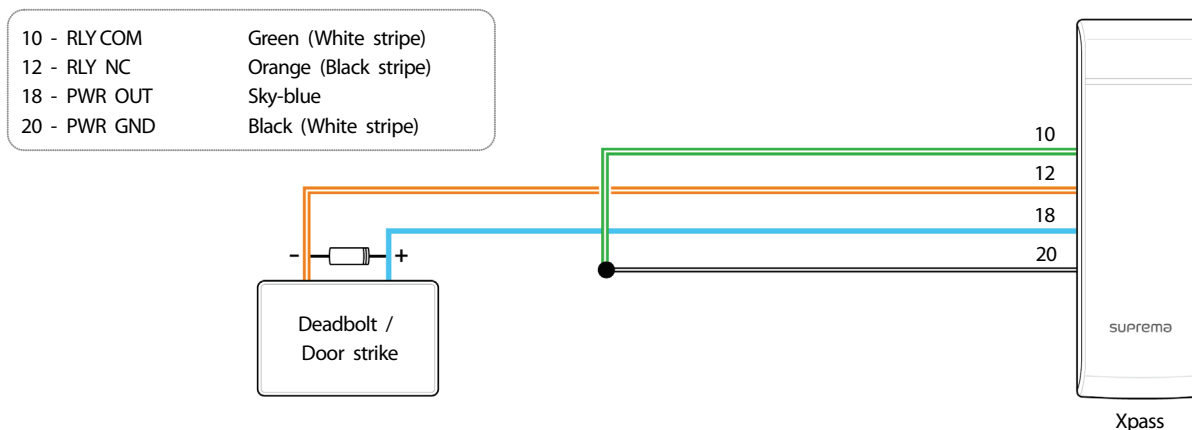 10 - RLY COM Green (White stripe)
12 - RLY NC Orange (Black stripe)
18 - PWR OUT Sky-blue
20 - PWR GND Black (White stripe)
10
12
18
20
- +
Deadbolt /
Door strike
suprema
Xpass